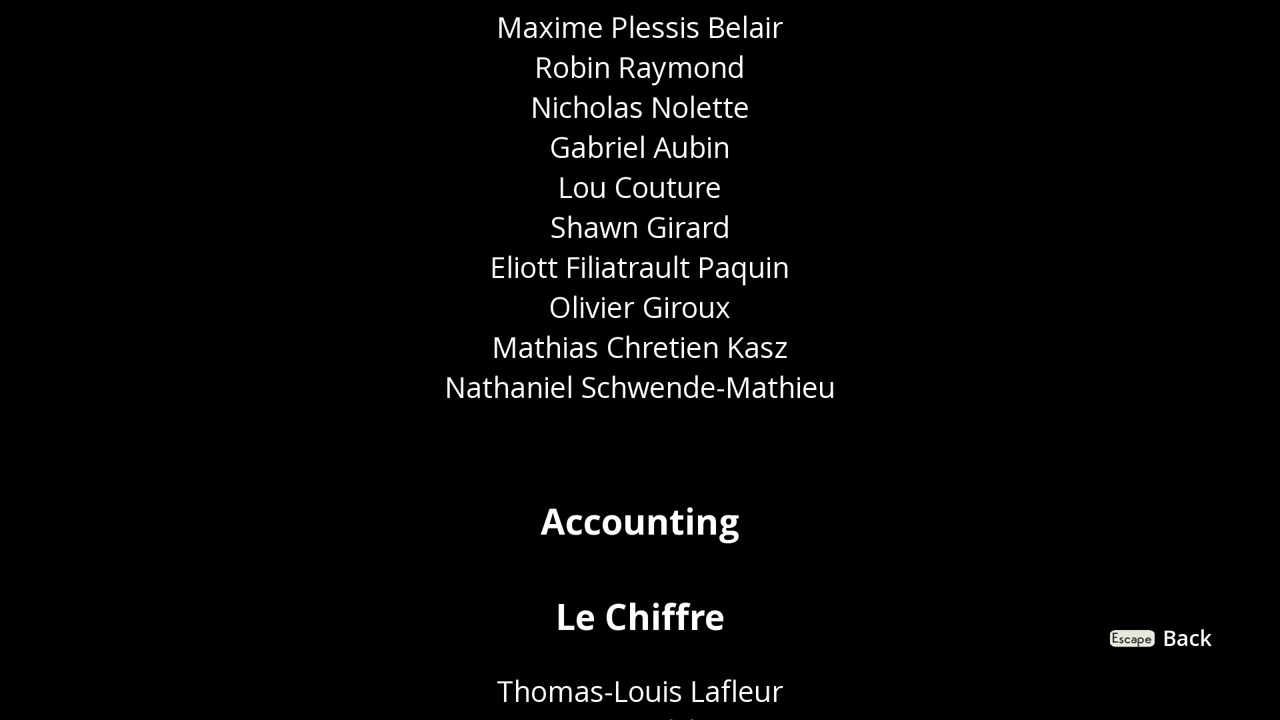 Maxime Plessis Belair
Robin Raymond
Nicholas Nolette
Gabriel Aubin
Lou Couture
Shawn Girard
Eliott Filiatrault Paquin
Olivier Giroux
Mathias Chretien Kasz
Nathaniel Schwende-Mathieu
Accounting
Le Chiffre
Escape Back
Thomas-Louis Lafleur